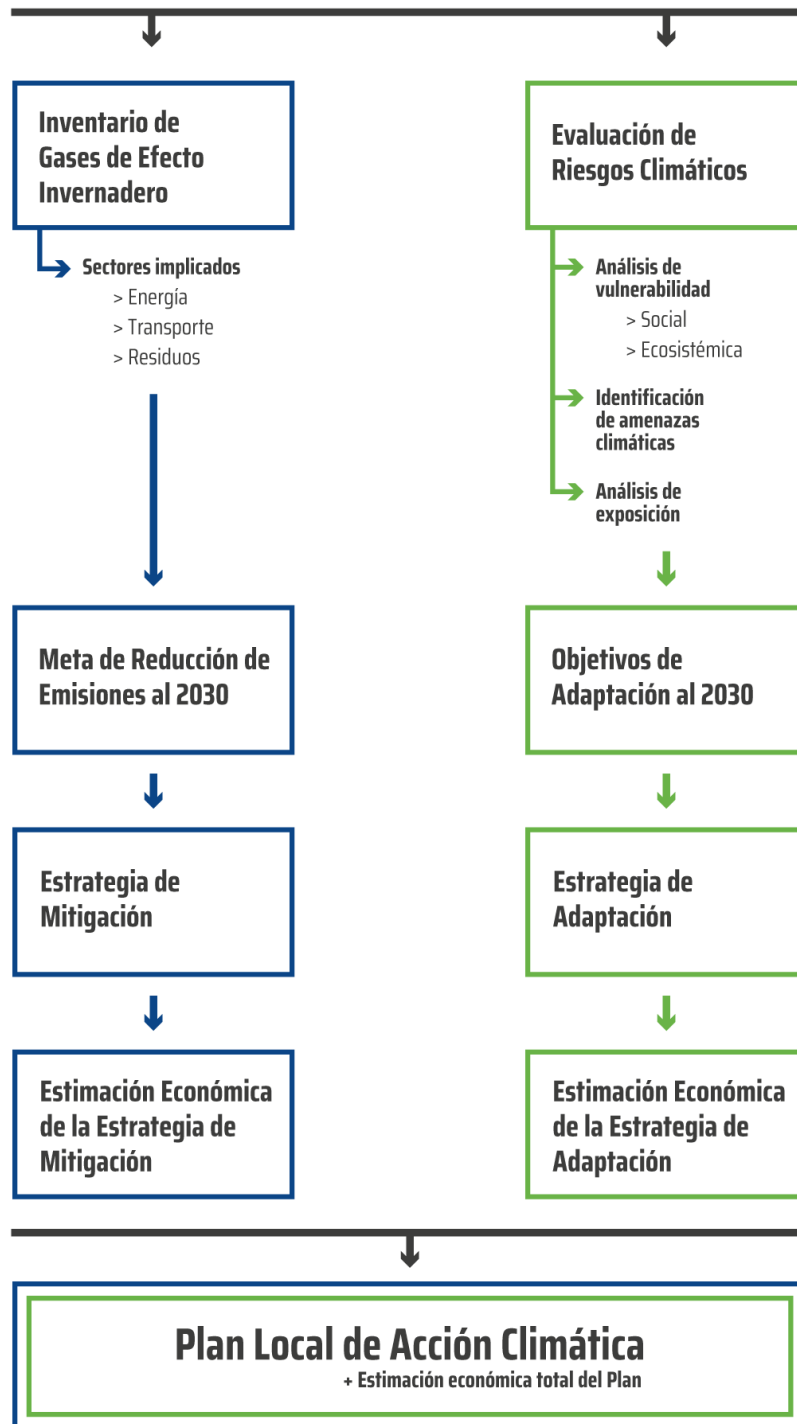 Inventario de
Gases de Efecto
Invernadero
Sectores implicados
> Energía
> Transporte
> Residuos
Meta de Reducción de
Emisiones al 2030
Estrategia de
Mitigación
Estimación Económica
de la Estrategia de
Mitigación
Evaluación de
Riesgos Climáticos
Análisis de
vulnerabilidad
> Social
> Ecosistémica
Identificación
de amenazas
climáticas
Análisis de
exposición
Objetivos de
Adaptación al 2030
Estrategia de
Adaptación
Estimación Económica
de la Estrategia de
Adaptación
Plan Local de Acción Climática
+ Estimación económica total del Plan